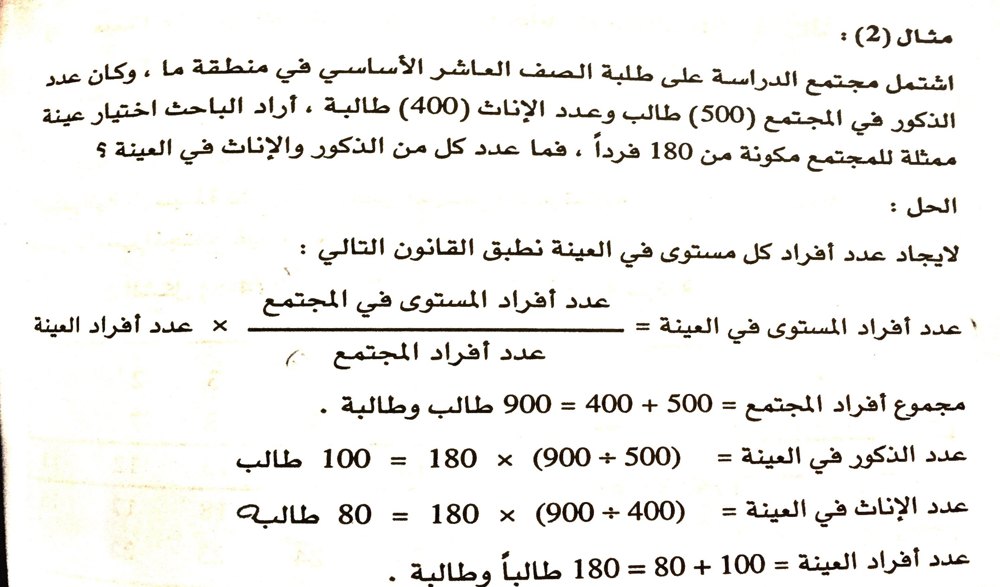 مثال (2) :
اشتمل مجتمع الدراسة على طلبة الصف العاشر الأساسي في منطقة ما ، وكان عدد
الذكور في المجتمع (500) طالب وعدد الإناث (400) طالبة ، أراد الباحث اختيار عينة
ممثلة للمجتمع مكونة من 180 فرداً ، فما عدد كل من الذكور والإناث في العينة ؟
الحل :
لايجاد عدد أفراد كل مستوى في العينة نطبق القانون التالي :
عدد أفراد المستوى في المجتمع
عدد أفراد المستوى في العينة = × عدد أفراد العينة
عدد أفراد المجتمع
مجموع أفراد المجتمع = 500 + 400 = 900 طالب وطالبة .
عدد الذكور في العينة = (500 ÷ 900) × 180 = 100 طالب
عدد الإناث في العينة = (400 ÷ 900) × 180 = 80 طالبة
عدد أفراد العينة = 100 + 80 = 180 طالباً وطالبة .